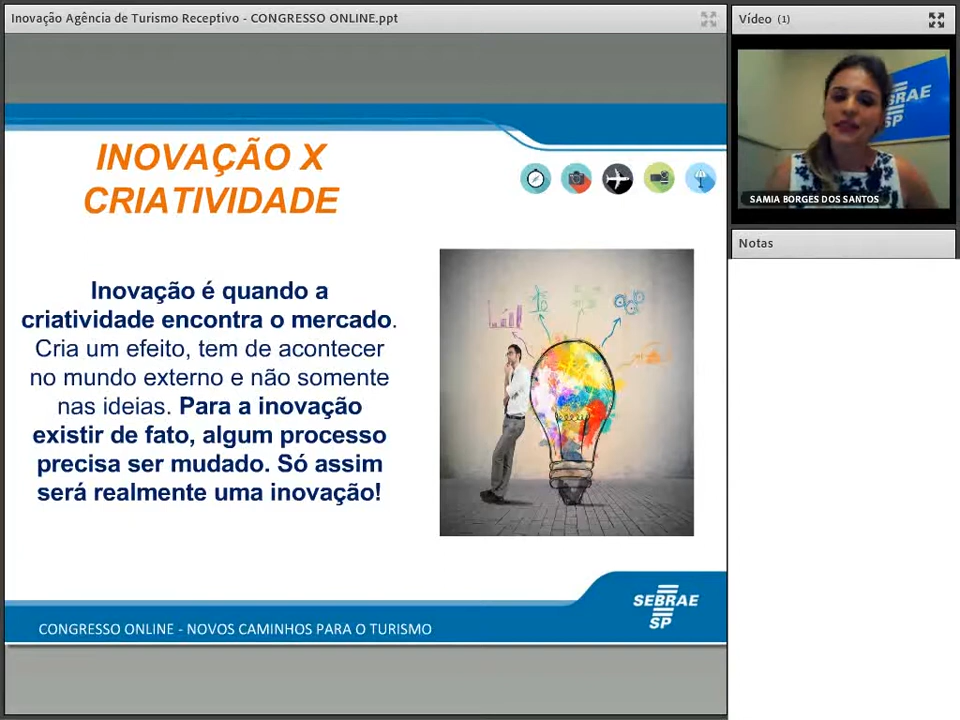 Inovação Agência de Turismo Receptivo - CONGRESSO ONLINE.ppt
Vídeo (1)
SEBRAE
SP
SAMIA BORGES DOS SANTOS
Notas
INOVAÇÃO X
CRIATIVIDADE
Inovação é quando a
criatividade encontra o mercado.
Cria um efeito, tem de acontecer
no mundo externo e não somente
nas ideias. Para a inovação
existir de fato, algum processo
precisa ser mudado. Só assim
será realmente uma inovação!
SEBRAE
SP
CONGRESSO ONLINE - NOVOS CAMINHOS PARA O TURISMO